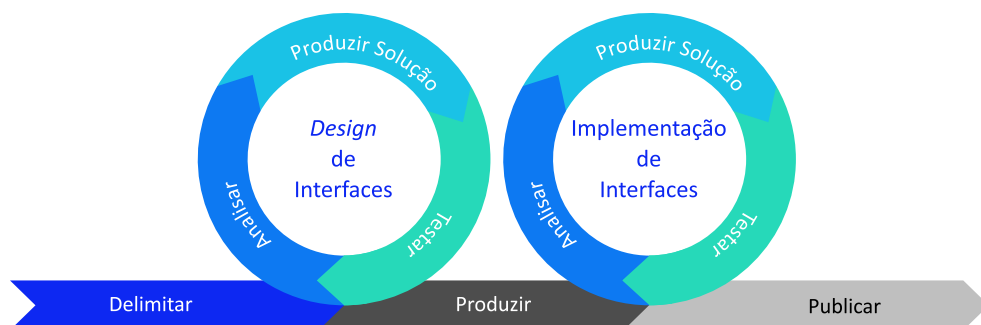 Produzir Solução
Design
de
Interfaces
Analisar
Testar
Produzir Solução
Implementação
de
Interfaces
Analisar
Testar
Delimitar
Produzir
Publicar